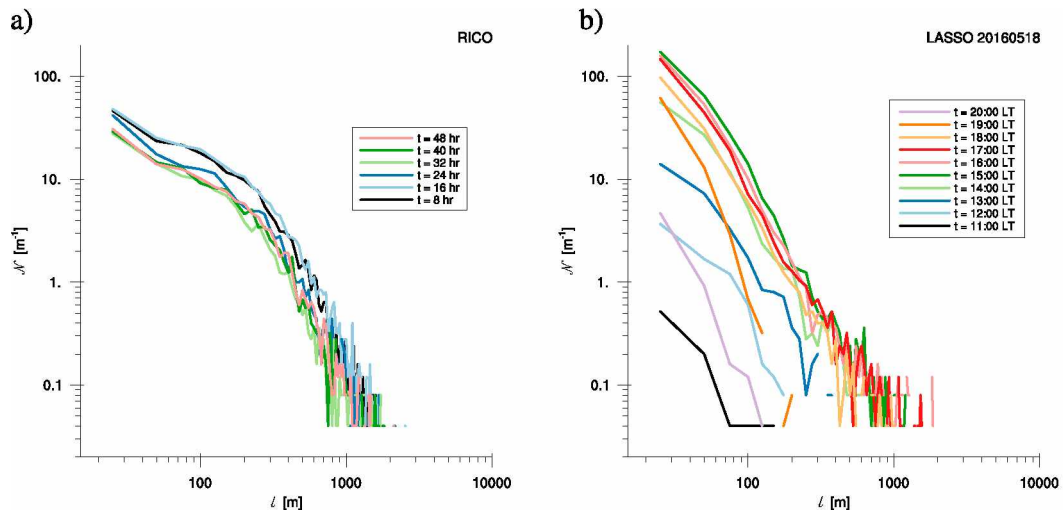 a)
RICO
100.
10.
1.0
0.1
𝒩 [m⁻¹]
t = 48 hr
t = 40 hr
t = 32 hr
t = 24 hr
t = 16 hr
t = 8 hr
100
1000
10000
ℓ [m]
b)
LASSO 20160518
100.
10.
1.0
0.1
𝒩 [m⁻¹]
t = 20:00 LT
t = 19:00 LT
t = 18:00 LT
t = 17:00 LT
t = 16:00 LT
t = 15:00 LT
t = 14:00 LT
t = 13:00 LT
t = 12:00 LT
t = 11:00 LT
100
1000
10000
ℓ [m]